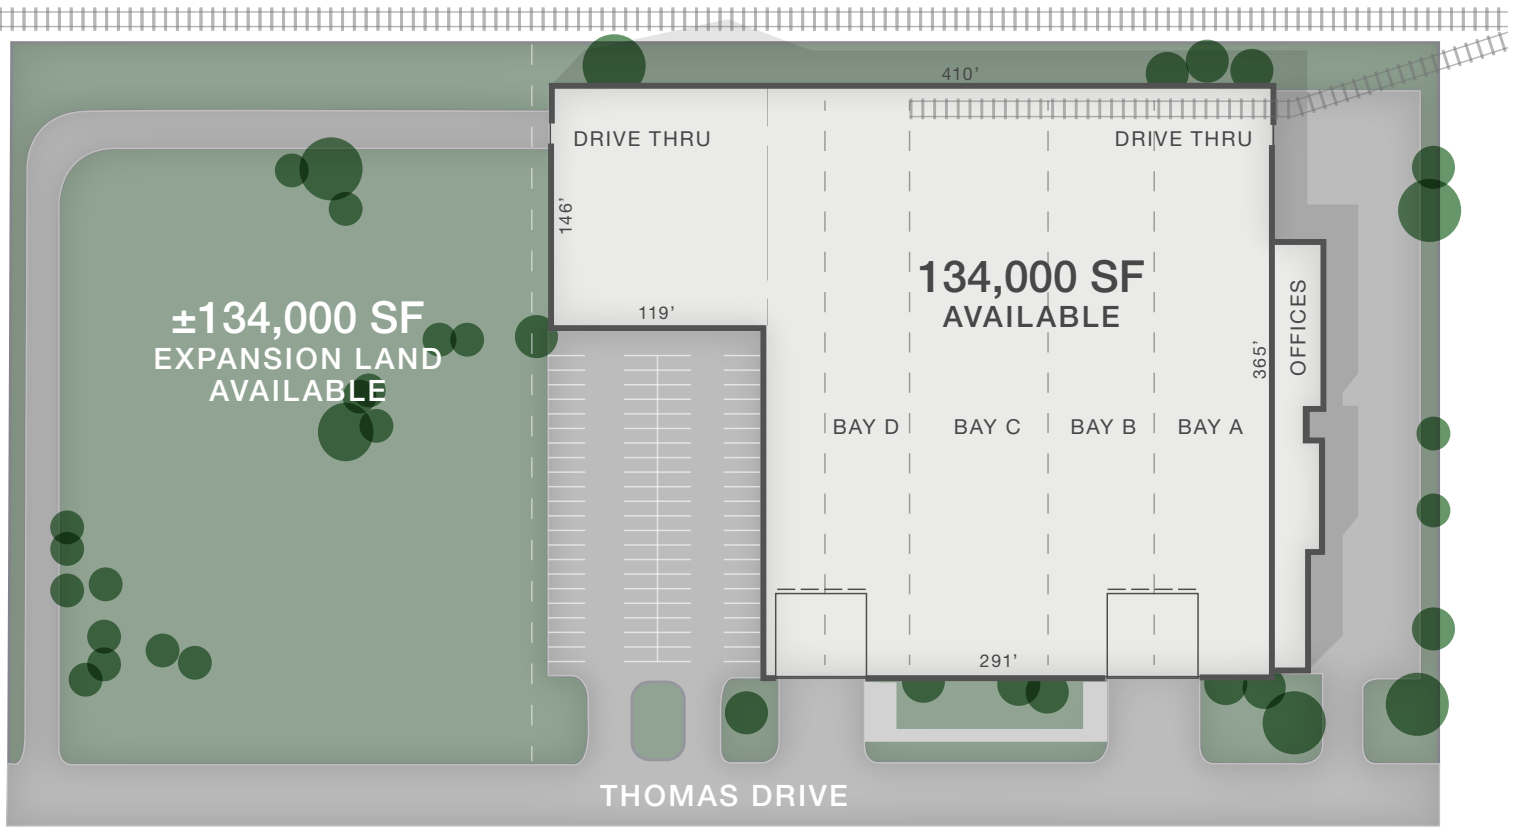 410’
DRIVE THRU
DRIVE THRU
146’
134,000 SF
AVAILABLE
±134,000 SF
EXPANSION LAND
AVAILABLE
119’
OFFICES
365’
BAY D
BAY C
BAY B
BAY A
291’
THOMAS DRIVE